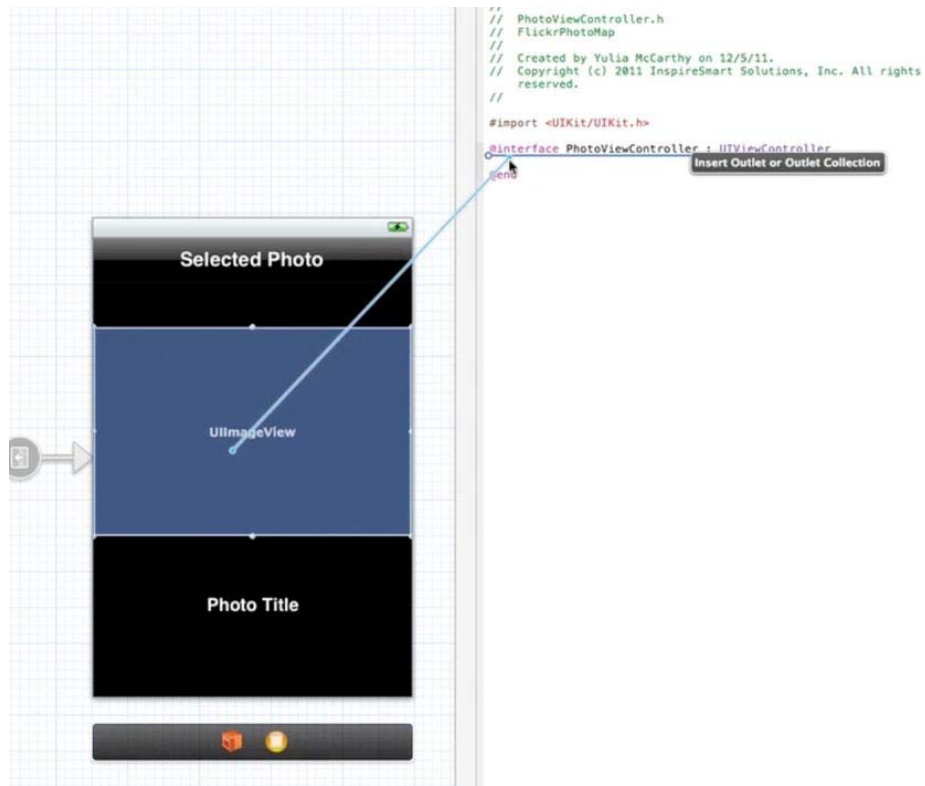 //
// PhotoViewController.h
// FlickrPhotoMap
//
// Created by Yulia McCarthy on 12/5/11.
// Copyright (c) 2011 InspireSmart Solutions, Inc. All rights
reserved.
//
#import <UIKit/UIKit.h>
@interface PhotoViewController : UIViewController
Insert Outlet or Outlet Collection
@end
Selected Photo
UIImageView
Photo Title